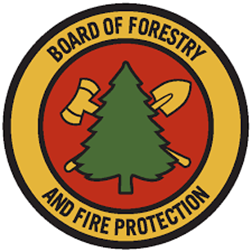 BOARD OF FORESTRY
AND FIRE PROTECTION